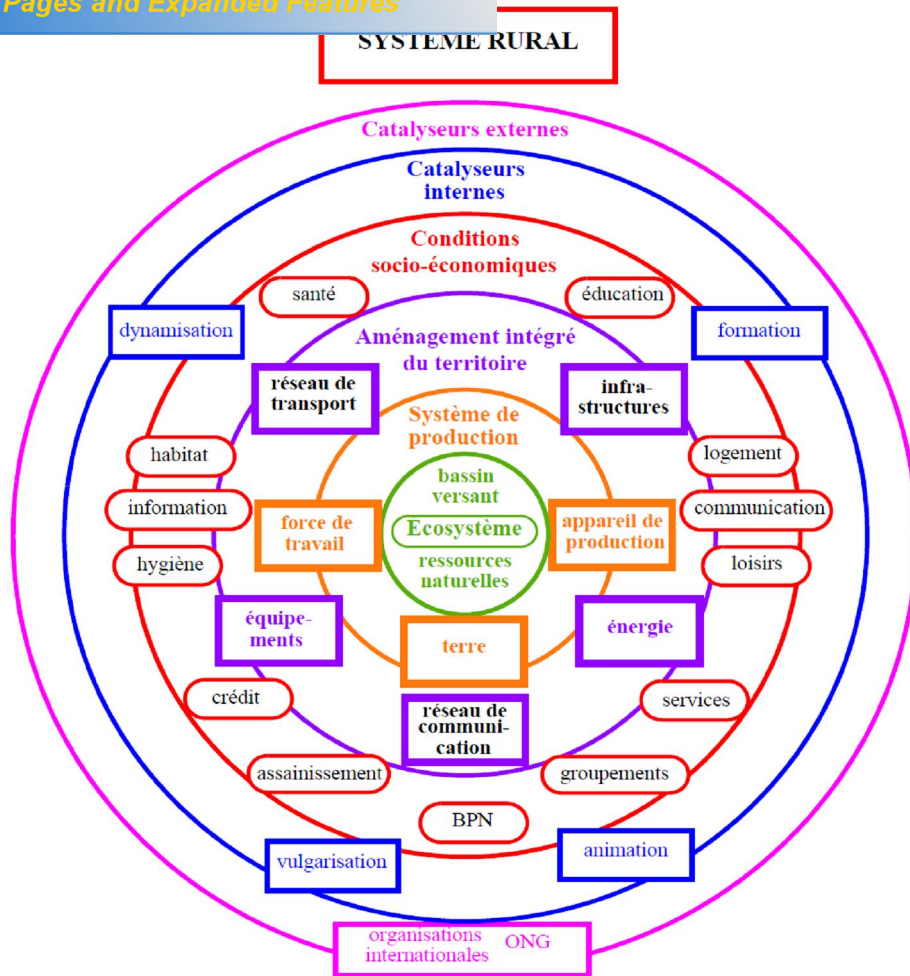 Pages and Expanded Features
SYSTEME RURAL
Catalyseurs externes
Catalyseurs
internes
Conditions
socio-économiques
santé
éducation
dynamisation
formation
Aménagement intégré
du territoire
réseau de
transport
infra-
structures
Système de
production
habitat
logement
bassin
versant
information
communication
force de
travail
Ecosystème
appareil de
production
hygiène
loisirs
ressources
naturelles
équipe-
ments
terre
énergie
crédit
services
réseau de
communi-
cation
assainissement
groupements
BPN
vulgarisation
animation
organisations
internationales
ONG